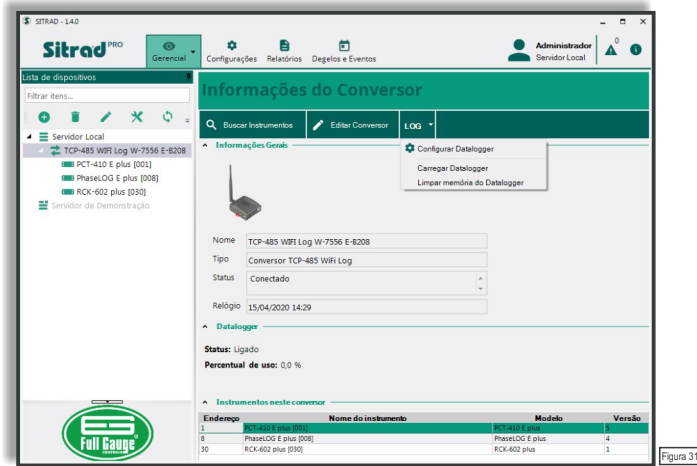 SITRAD - 1.4.0
Sitrad PRO
Gerencial
Configurações
Relatórios
Degelos e Eventos
Administrador
Servidor Local
0
Lista de dispositivos
Filtrar itens...
Servidor Local
TCP-485 WIFI Log W-7556 E-8208
PCT-410 E plus [001]
PhaseLOG E plus [008]
RCK-602 plus [030]
Servidor de Demonstração
Full Gauge
CONTROLS
Informações do Conversor
Buscar Instrumentos
Editar Conversor
LOG
Configurar Datalogger
Carregar Datalogger
Limpar memória do Datalogger
Informações Gerais
Nome TCP-485 WIFI Log W-7556 E-8208
Tipo Conversor TCP-485 WiFi Log
Status Conectado
Relógio 15/04/2020 14:29
Datalogger
Status: Ligado
Percentual de uso: 0,0 %
Instrumentos neste conversor
Endereço Nome do instrumento Modelo Versão
1 PCT-410 E plus [001] PCT-410 E plus 5
8 PhaseLOG E plus [008] PhaseLOG E plus 4
30 RCK-602 plus [030] RCK-602 plus 1
Figura 31